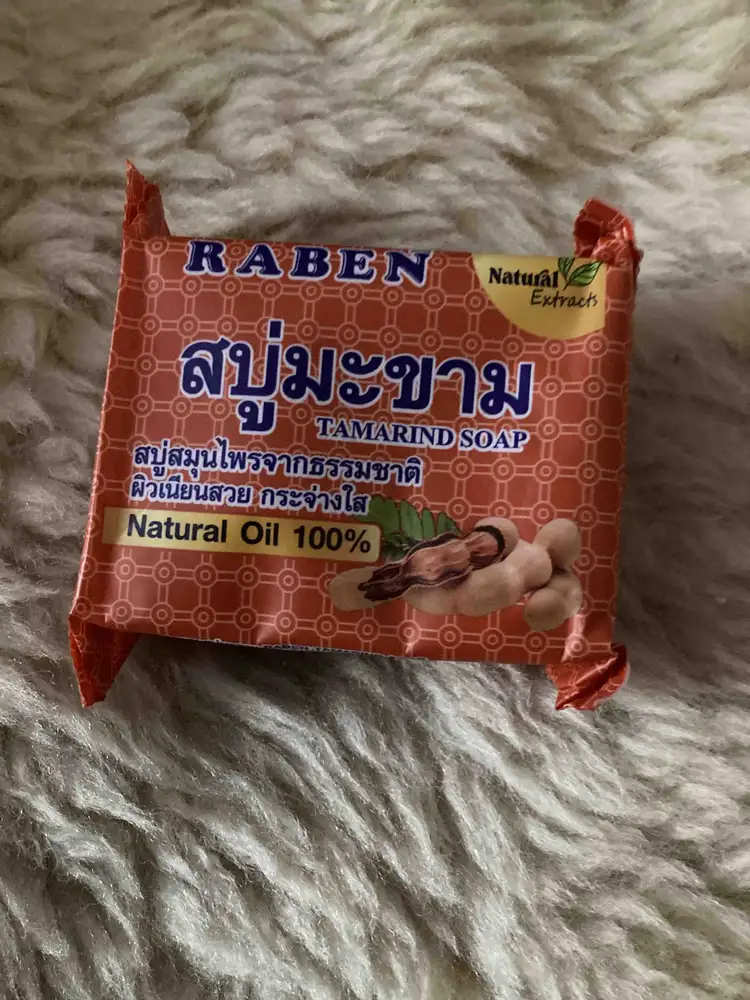 RABEN
Natural
Extracts
สบู่มะขาม
TAMARIND SOAP
สบู่สมุนไพรจากธรรมชาติ
ผิวเนียนสวย กระจ่างใส
Natural Oil 100%